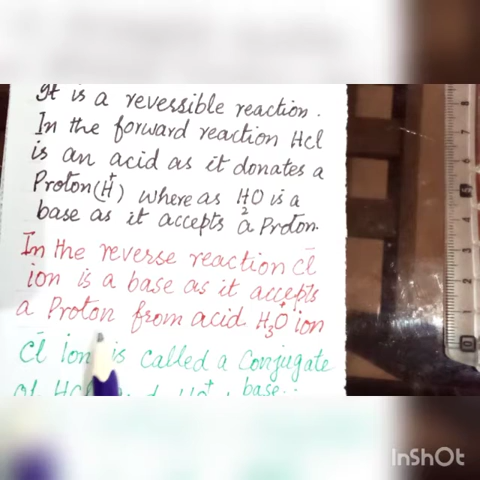 It is a reversible reaction.
In the forward reaction Hcl
is an acid as it donates a
Proton(H⁺) where as H₂O is a
base as it accepts a Proton.
In the reverse reaction Cl⁻
ion is a base as it accepts
a Proton from acid H₃O⁺ ion
Cl⁻ ion is called a Conjugate
base
InShOt